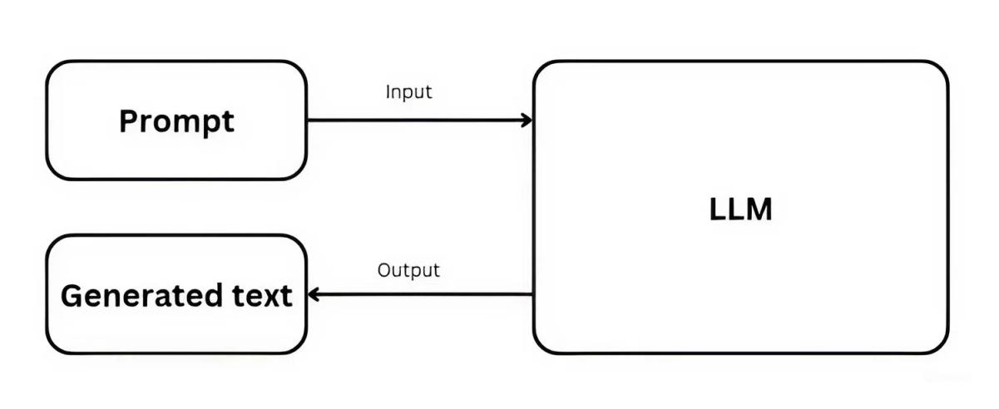 Prompt
Input
LLM
Output
Generated text